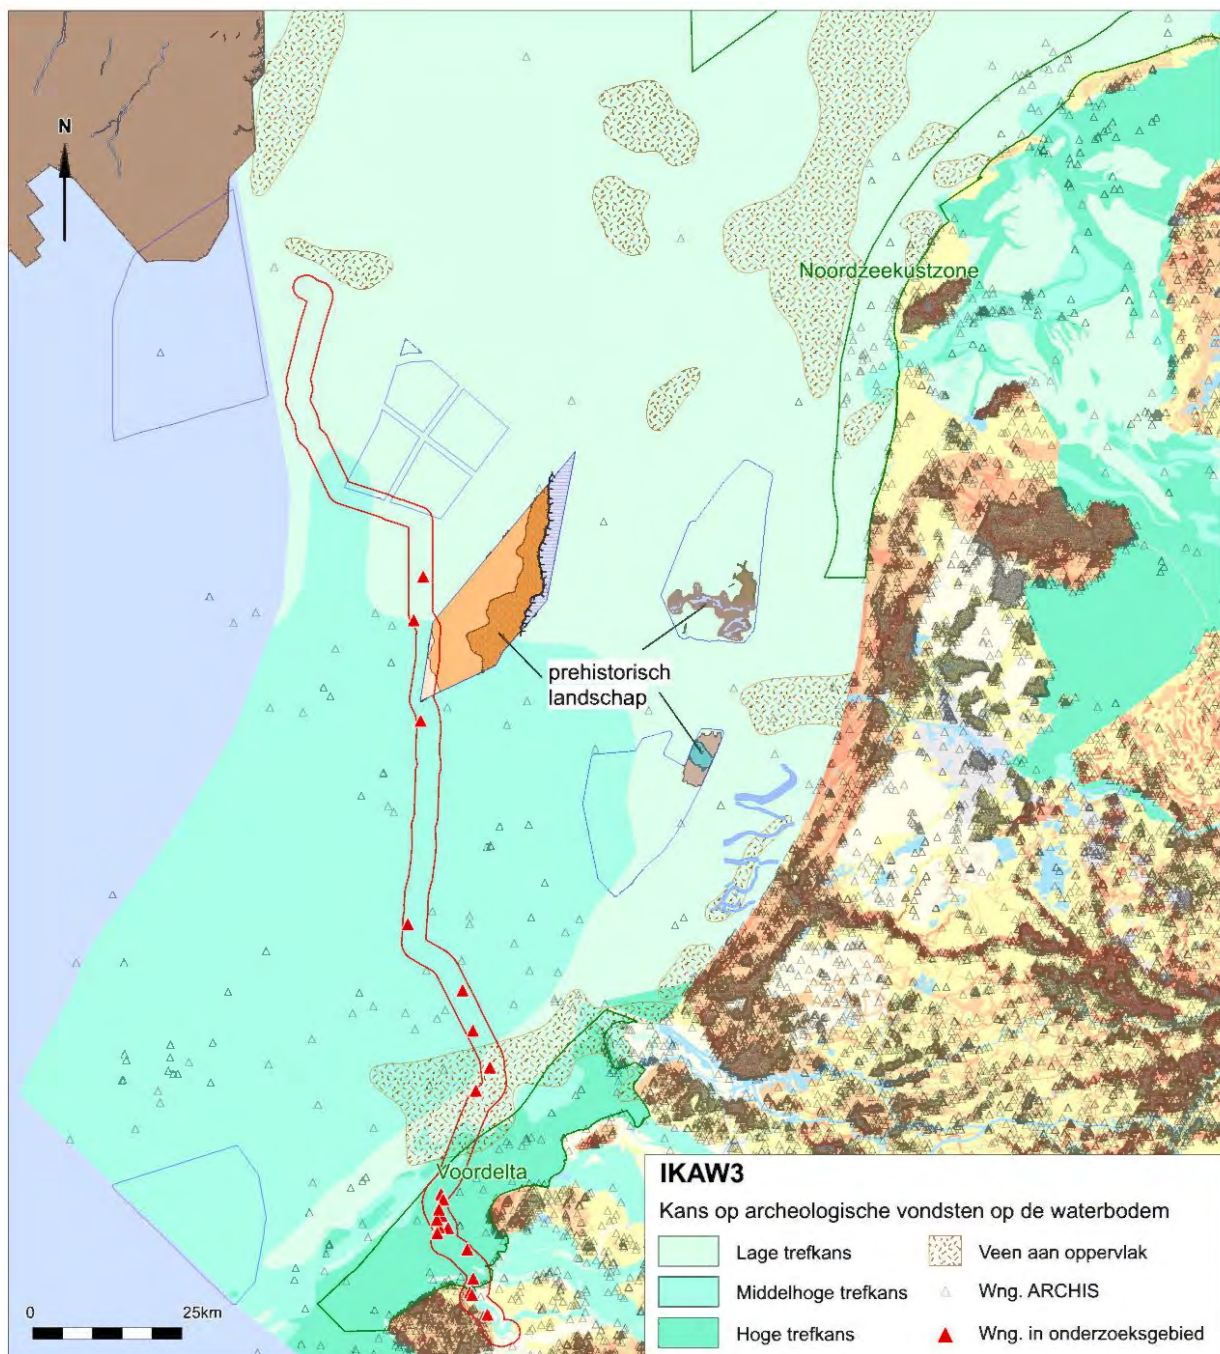 N
Noordzeekustzone
prehistorisch
landschap
Voordelta
0
25km
IKAW3
Kans op archeologische vondsten op de waterbodem
Lage trefkans
Veen aan oppervlak
Middelhoge trefkans
Wng. ARCHIS
Hoge trefkans
Wng. in onderzoeksgebied